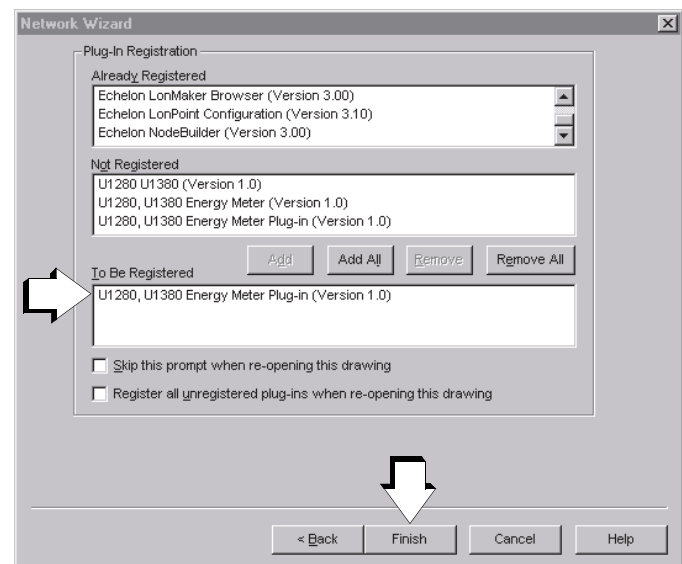 Network Wizard
Plug-In Registration
Already Registered
Echelon LonMaker Browser (Version 3.00)
Echelon LonPoint Configuration (Version 3.10)
Echelon NodeBuilder (Version 3.00)
Not Registered
U1280 U1380 (Version 1.0)
U1280, U1380 Energy Meter (Version 1.0)
U1280, U1380 Energy Meter Plug-in (Version 1.0)
Add Add All Remove Remove All
To Be Registered
U1280, U1380 Energy Meter Plug-in (Version 1.0)
Skip this prompt when re-opening this drawing
Register all unregistered plug-ins when re-opening this drawing
< Back Finish Cancel Help